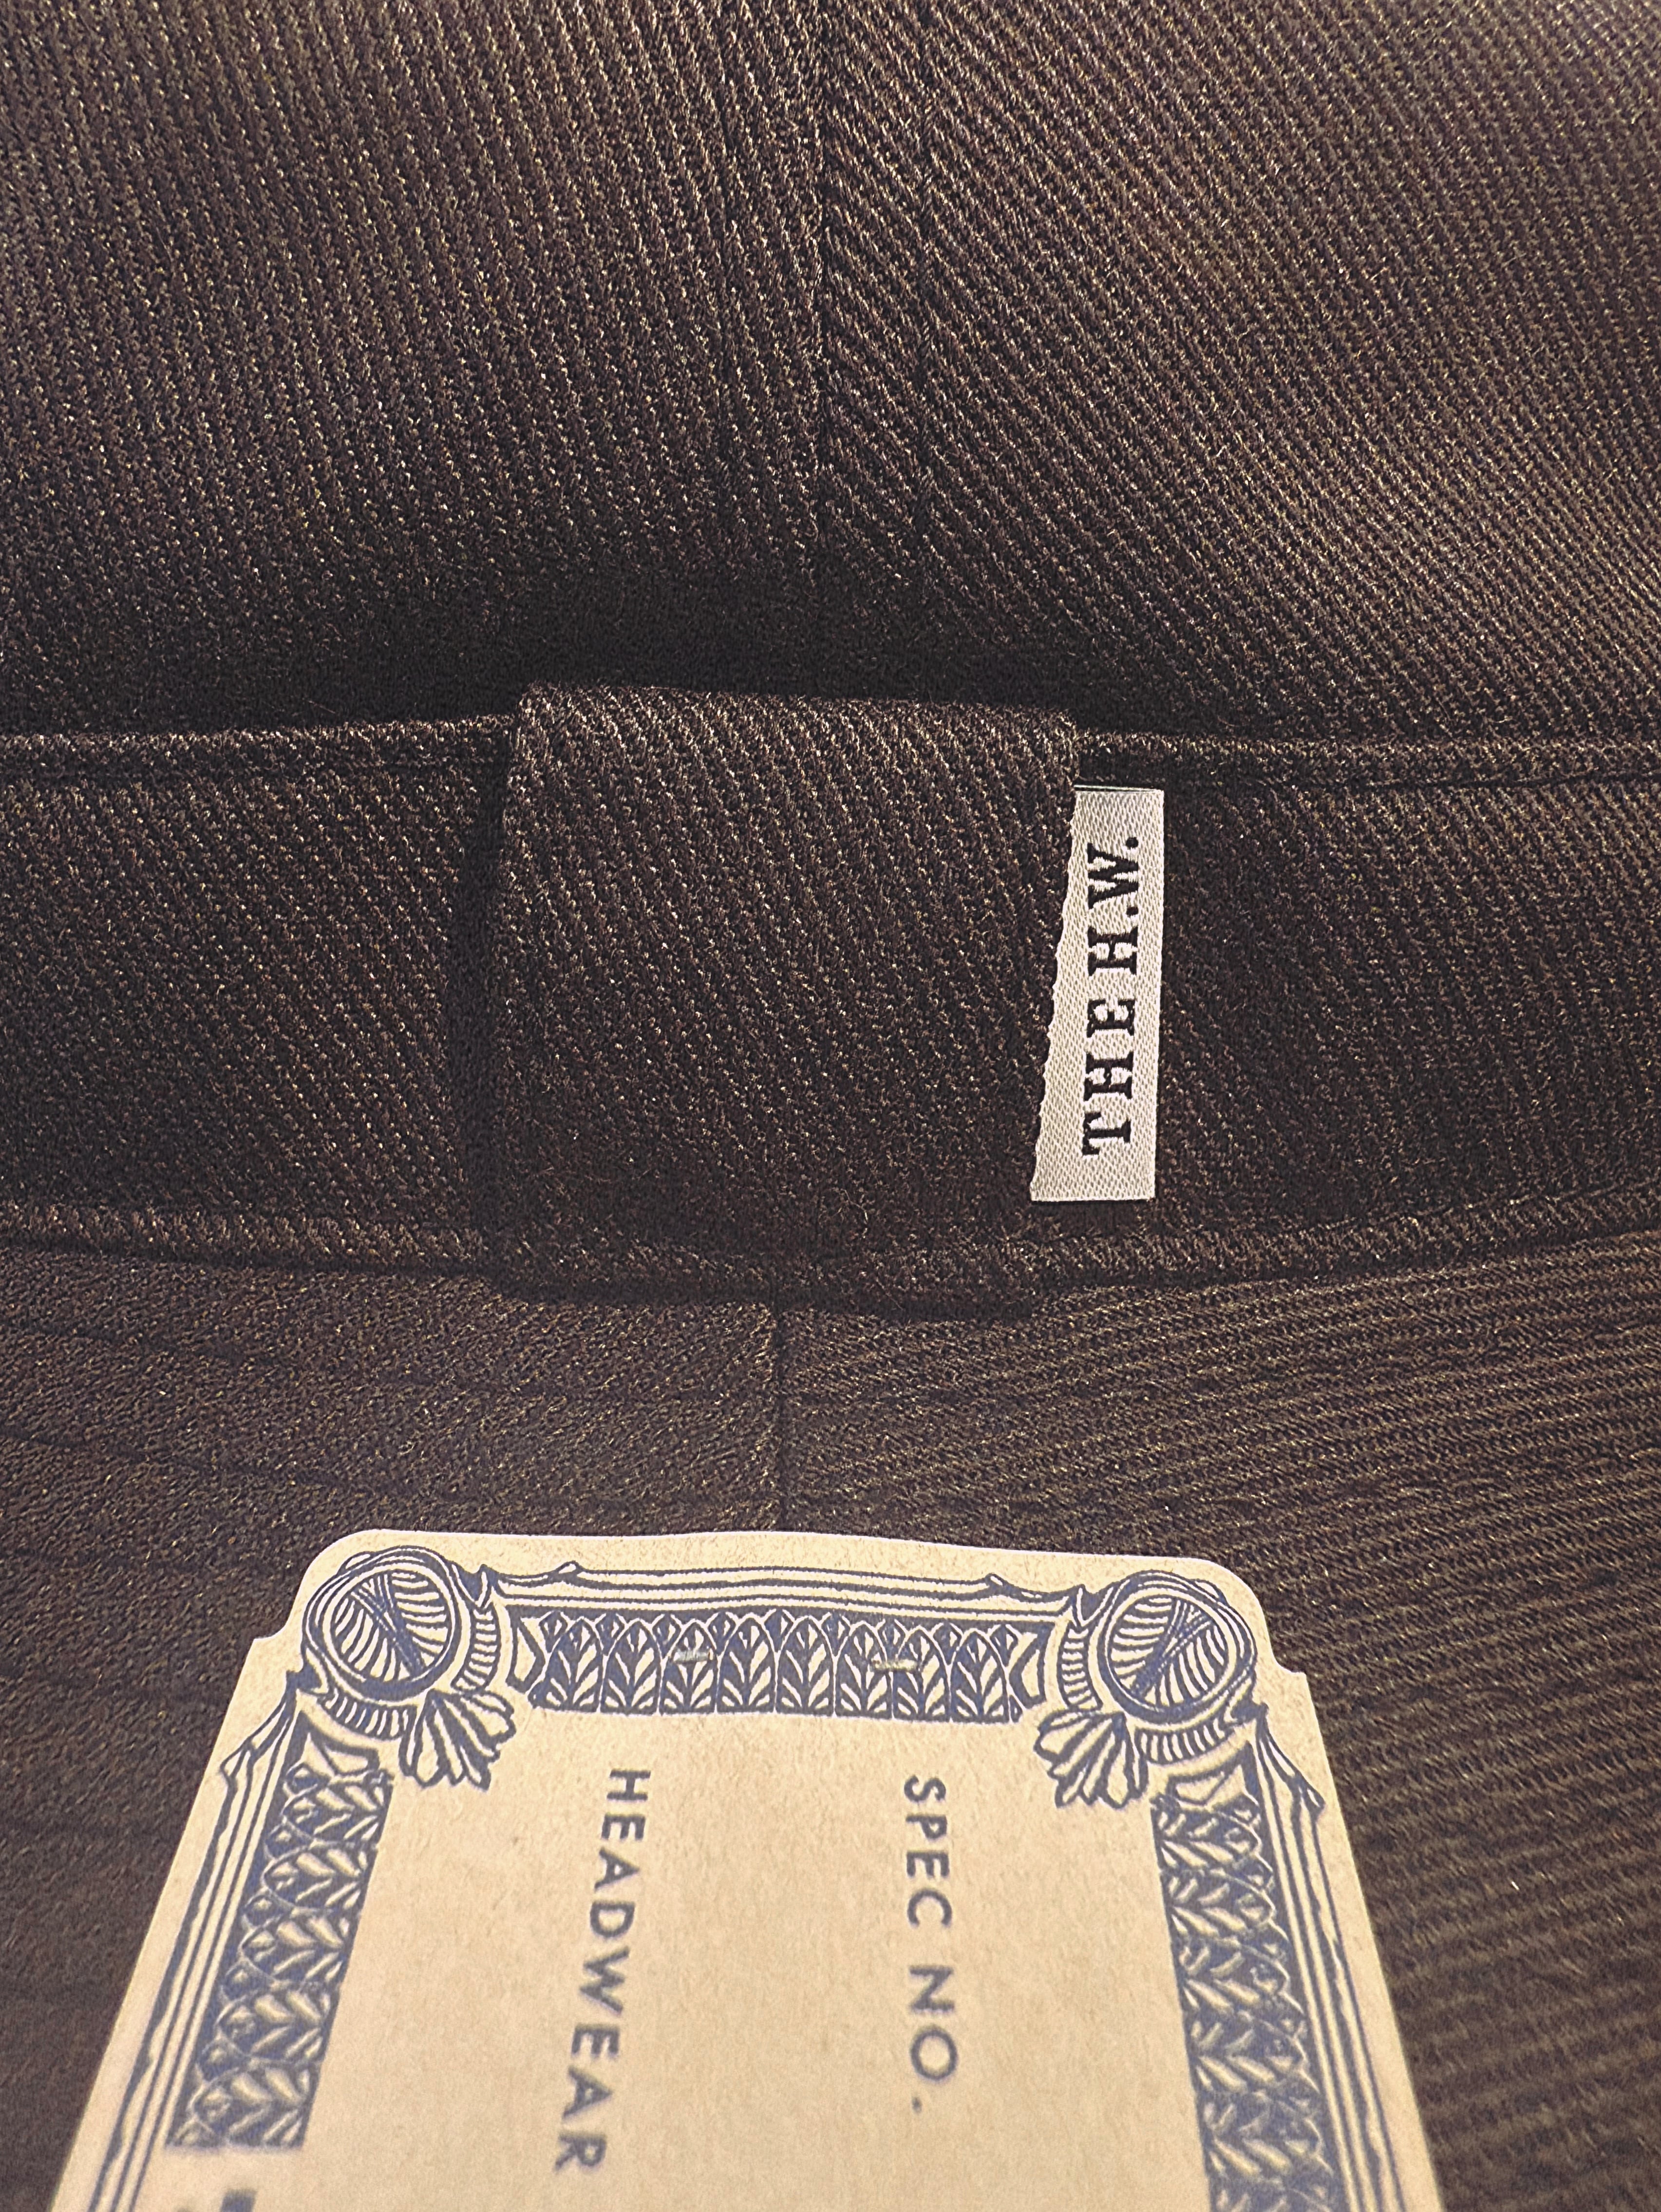 THE H.W.
SPEC NO.
HEADWEAR